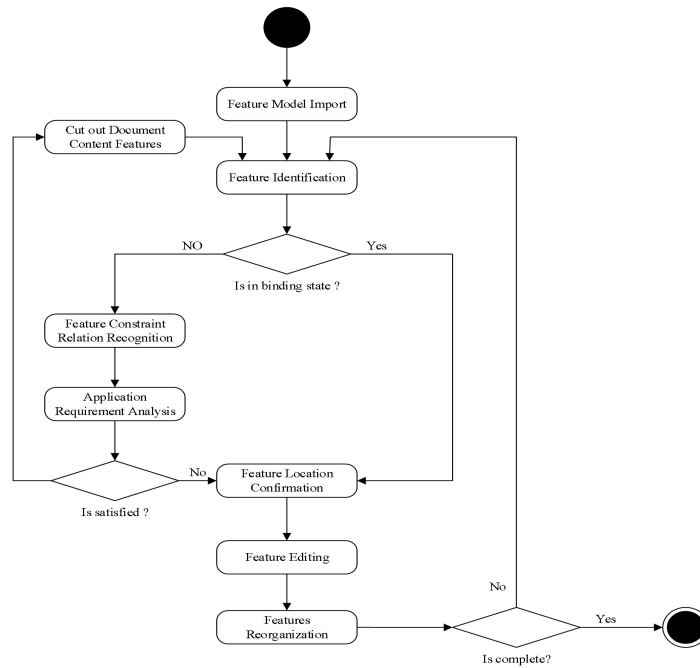 Feature Model Import
Cut out Document
Content Features
Feature Identification
NO
Yes
Is in binding state ?
Feature Constraint
Relation Recognition
Application
Requirement Analysis
No
Feature Location
Confirmation
Is satisfied ?
Feature Editing
No
Features
Reorganization
Yes
Is complete?